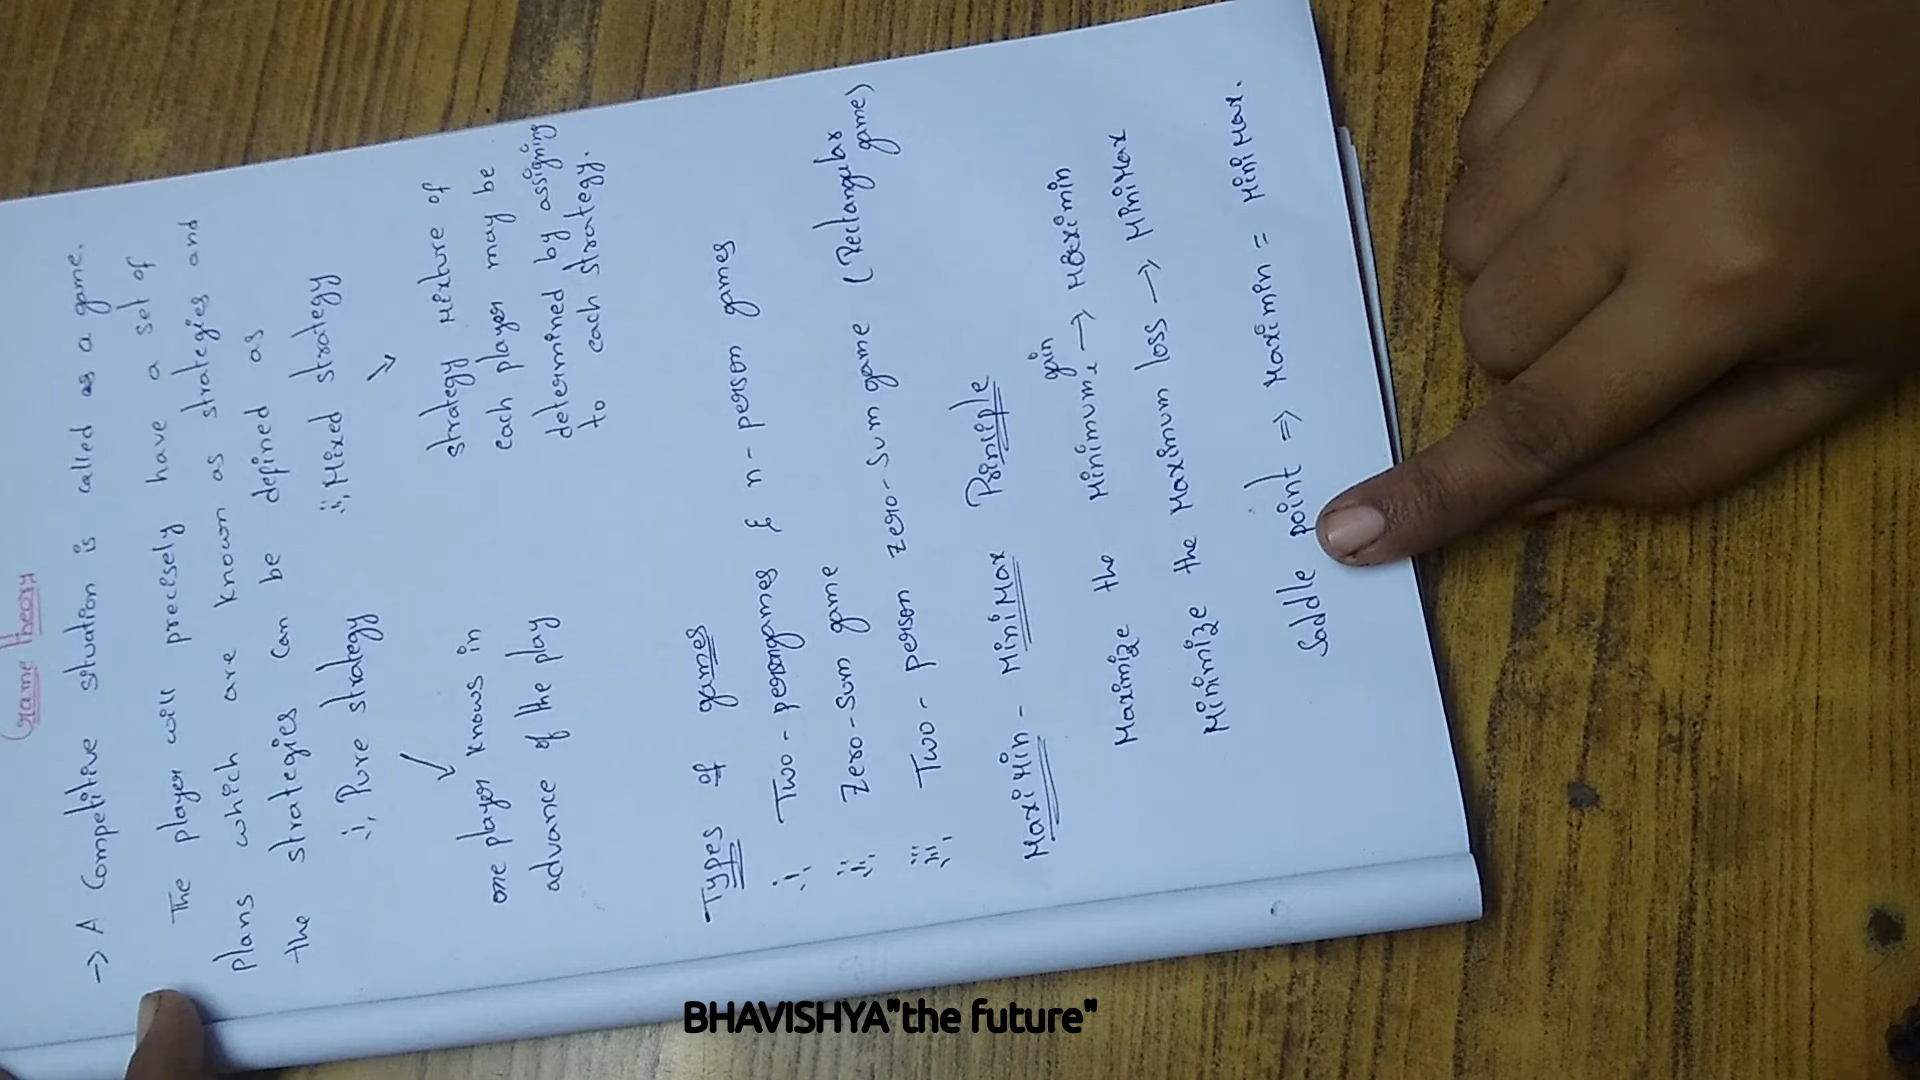 Game Theory
→ A Competitive situation is called as a game.
The player will precisely have a set of
plans which are known as strategies and
the strategies can be defined as
i, Pure strategy ii, Mixed strategy
one player knows in
advance of the play
strategy Mixture of
each player may be
determined by assigning
to each strategy.
Types of games
i, Two-person games & n-person games
ii, Zero-sum game
iii, Two-person zero-sum game (Rectangular game)
Maximin - MiniMax Principle
Maximize the Minimum gain → Maximin
Minimize the Maximum loss → MiniMax
Saddle point ⇒ Maximin = MiniMax.
BHAVISHYA"the future"